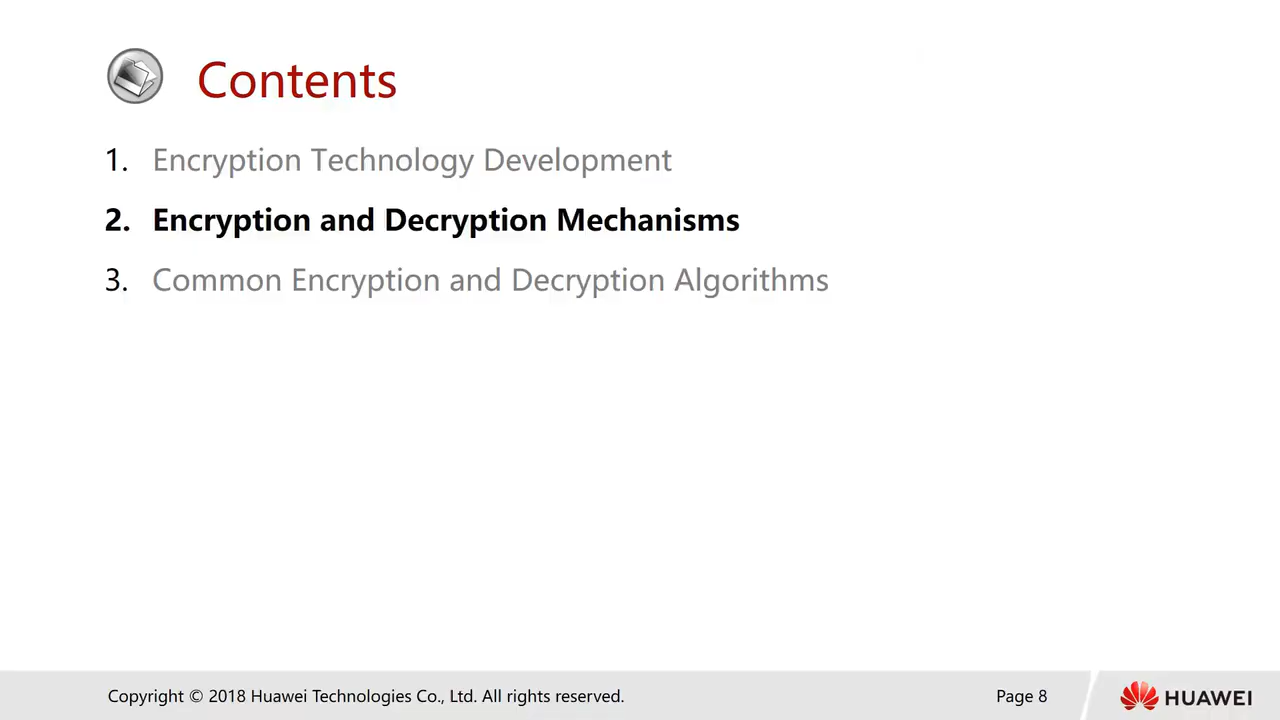 Contents
1. Encryption Technology Development
2. Encryption and Decryption Mechanisms
3. Common Encryption and Decryption Algorithms
Copyright © 2018 Huawei Technologies Co., Ltd. All rights reserved.
Page 8
HUAWEI